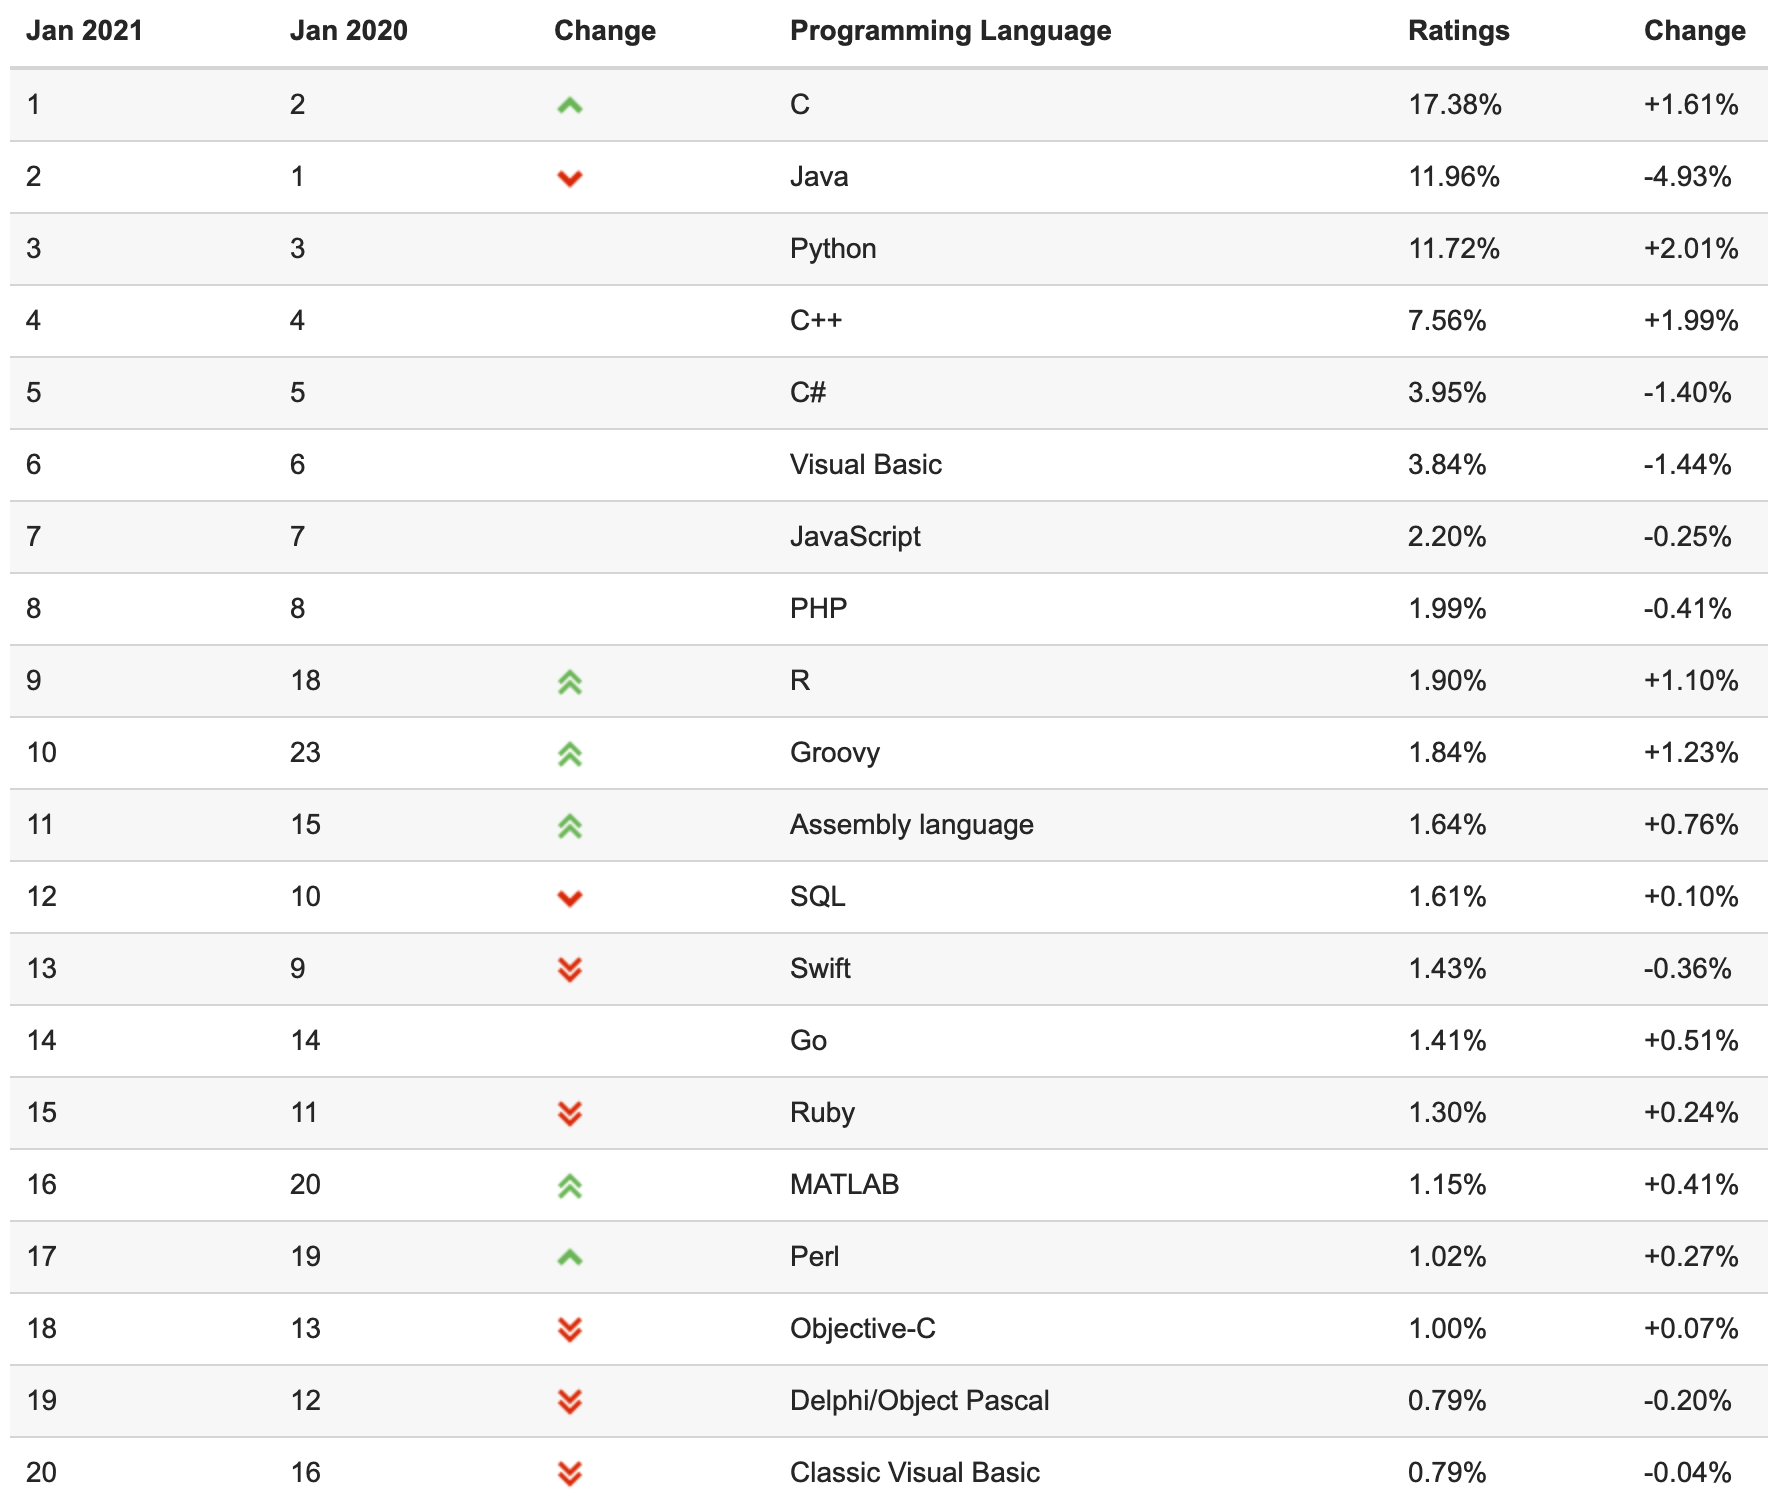 Jan 2021 Jan 2020 Change Programming Language Ratings Change
1 2 C 17.38% +1.61%
2 1 Java 11.96% -4.93%
3 3 Python 11.72% +2.01%
4 4 C++ 7.56% +1.99%
5 5 C# 3.95% -1.40%
6 6 Visual Basic 3.84% -1.44%
7 7 JavaScript 2.20% -0.25%
8 8 PHP 1.99% -0.41%
9 18 R 1.90% +1.10%
10 23 Groovy 1.84% +1.23%
11 15 Assembly language 1.64% +0.76%
12 10 SQL 1.61% +0.10%
13 9 Swift 1.43% -0.36%
14 14 Go 1.41% +0.51%
15 11 Ruby 1.30% +0.24%
16 20 MATLAB 1.15% +0.41%
17 19 Perl 1.02% +0.27%
18 13 Objective-C 1.00% +0.07%
19 12 Delphi/Object Pascal 0.79% -0.20%
20 16 Classic Visual Basic 0.79% -0.04%